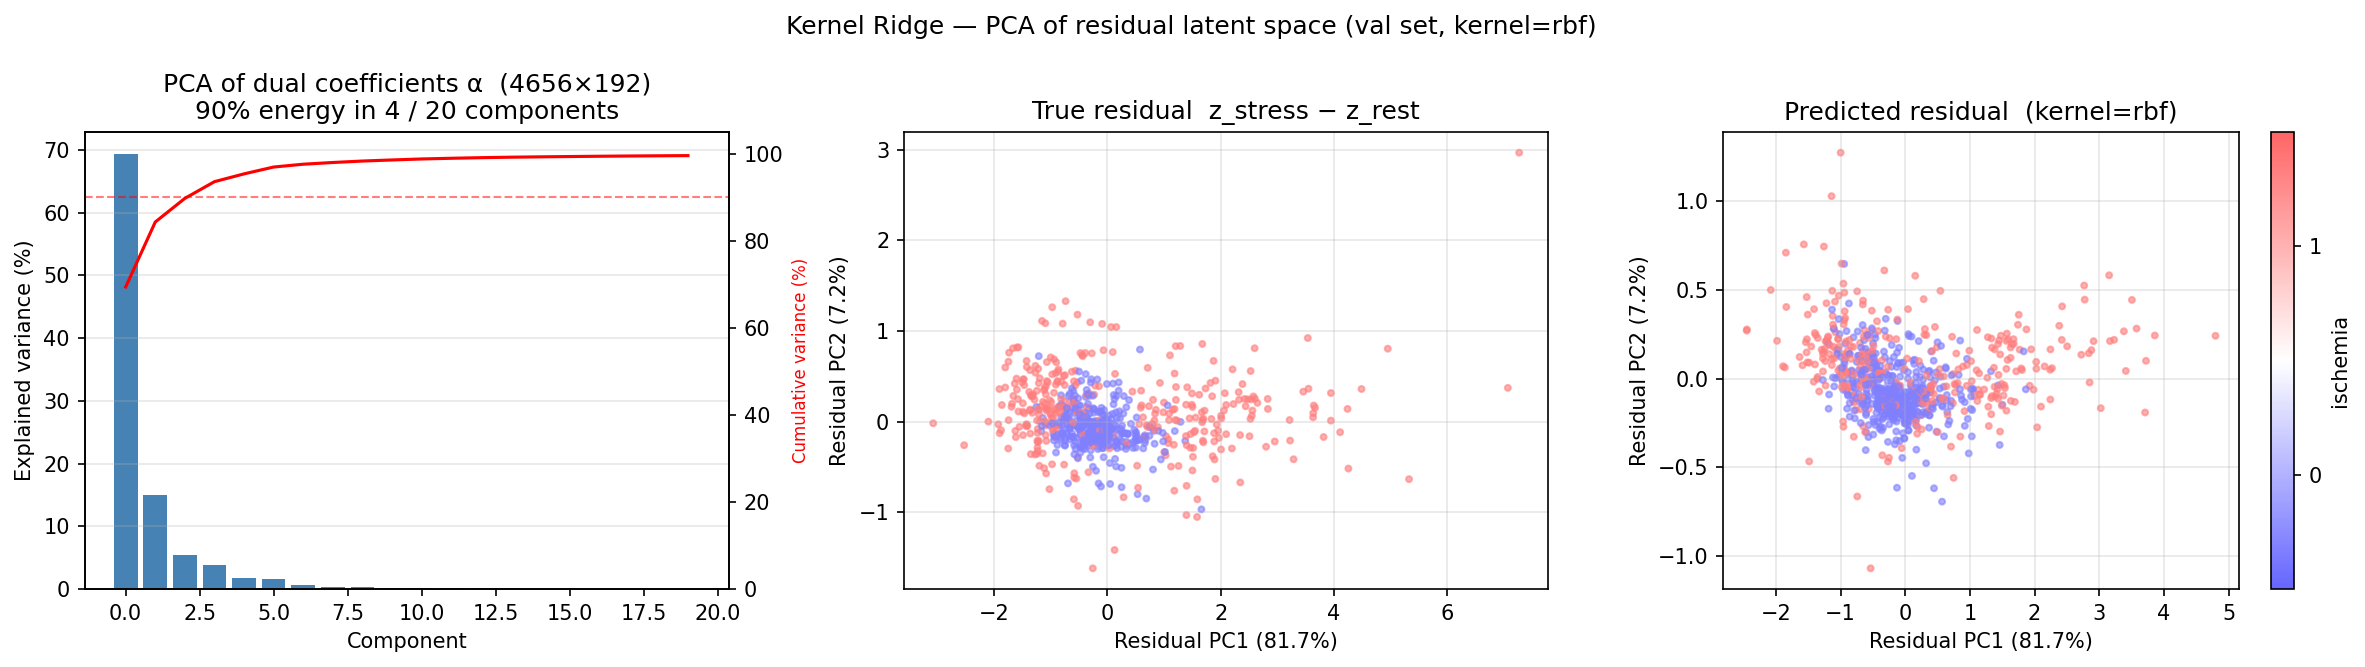 Kernel Ridge — PCA of residual latent space (val set, kernel=rbf)
PCA of dual coefficients α  (4656×192)
90% energy in 4 / 20 components
Explained variance (%)
70
60
50
40
30
20
10
0
0.0 2.5 5.0 7.5 10.0 12.5 15.0 17.5 20.0
Component
100
80
60
40
20
0
Cumulative variance (%)
True residual  z_stress − z_rest
Residual PC2 (7.2%)
3
2
1
0
−1
−2 0 2 4 6
Residual PC1 (81.7%)
Predicted residual  (kernel=rbf)
Residual PC2 (7.2%)
1.0
0.5
0.0
−0.5
−1.0
−2 −1 0 1 2 3 4 5
Residual PC1 (81.7%)
1
0
ischemia